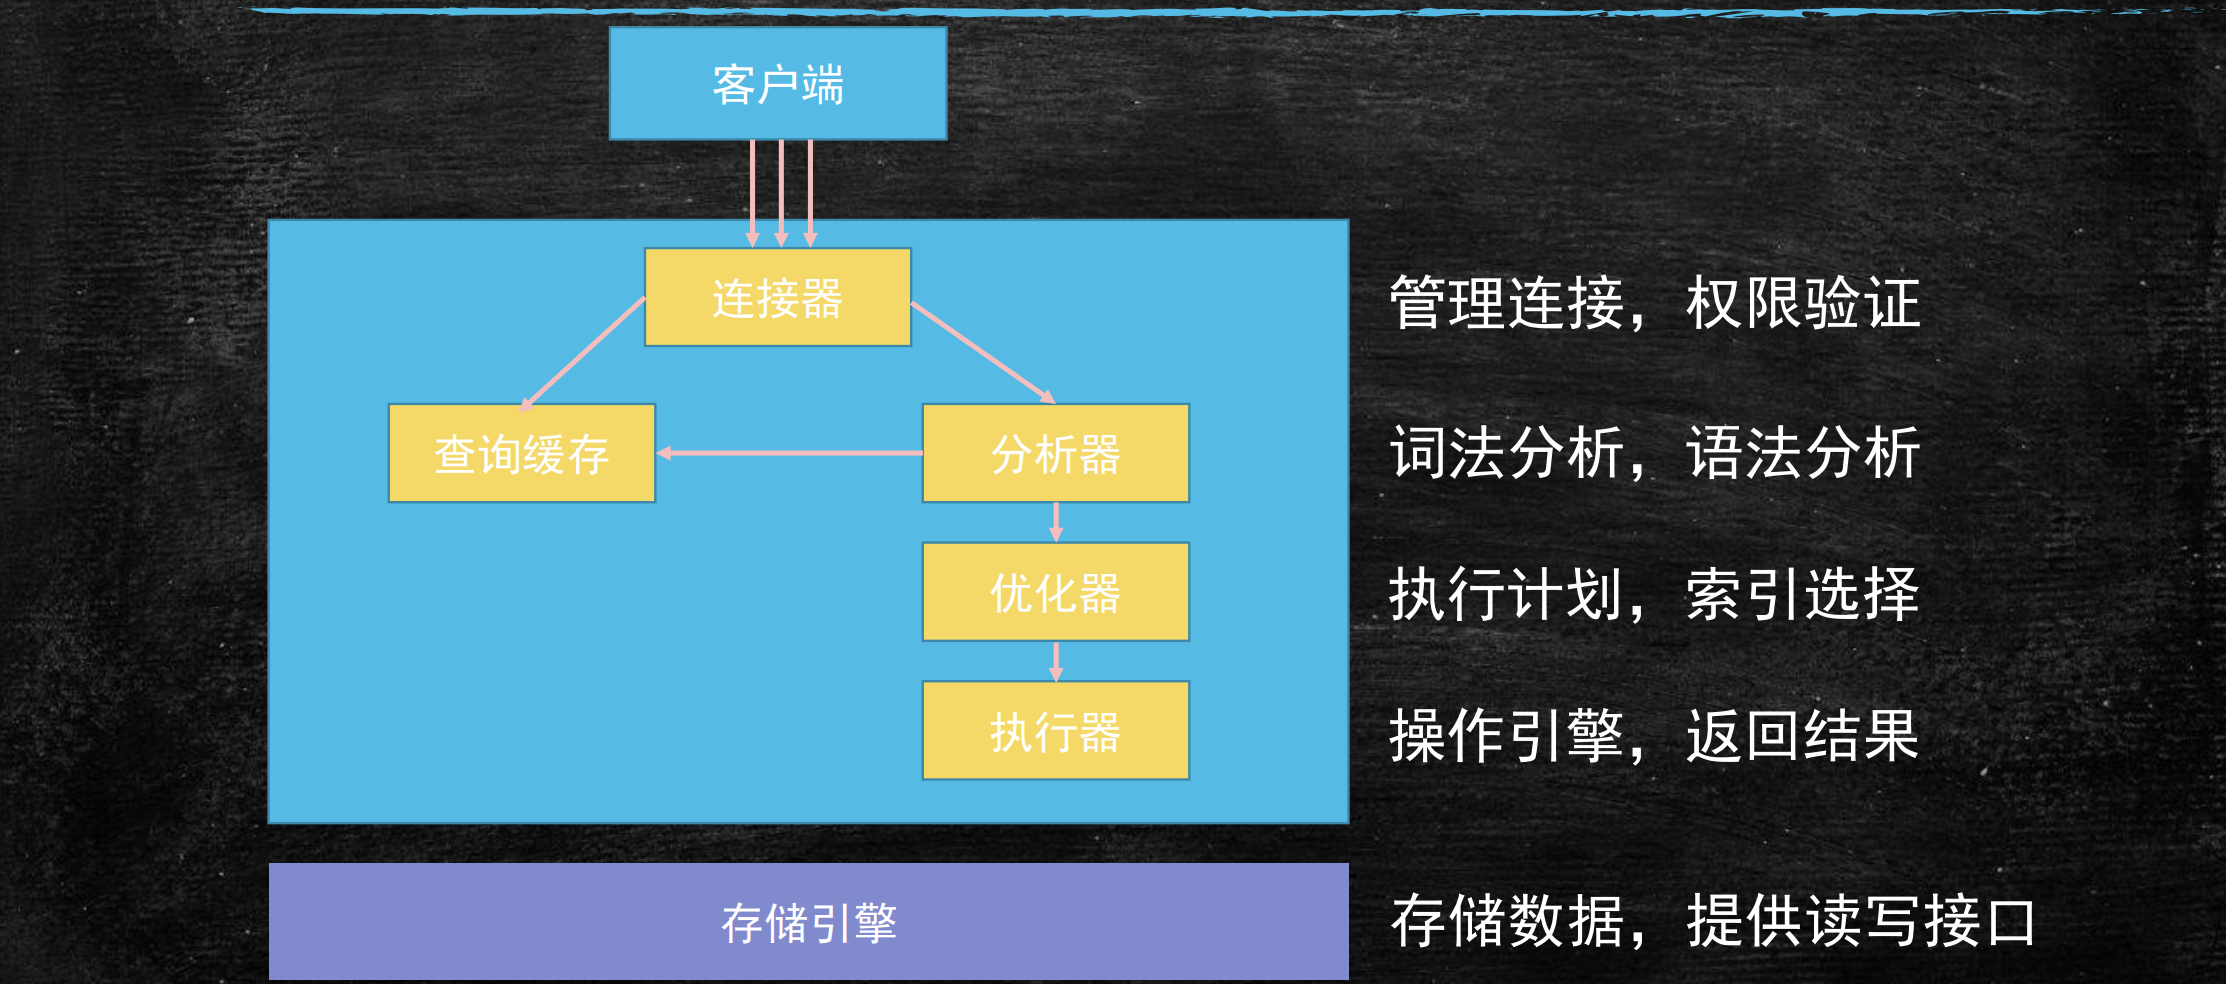 客户端
连接器
管理连接，权限验证
查询缓存
分析器
词法分析，语法分析
优化器
执行计划，索引选择
执行器
操作引擎，返回结果
存储引擎
存储数据，提供读写接口